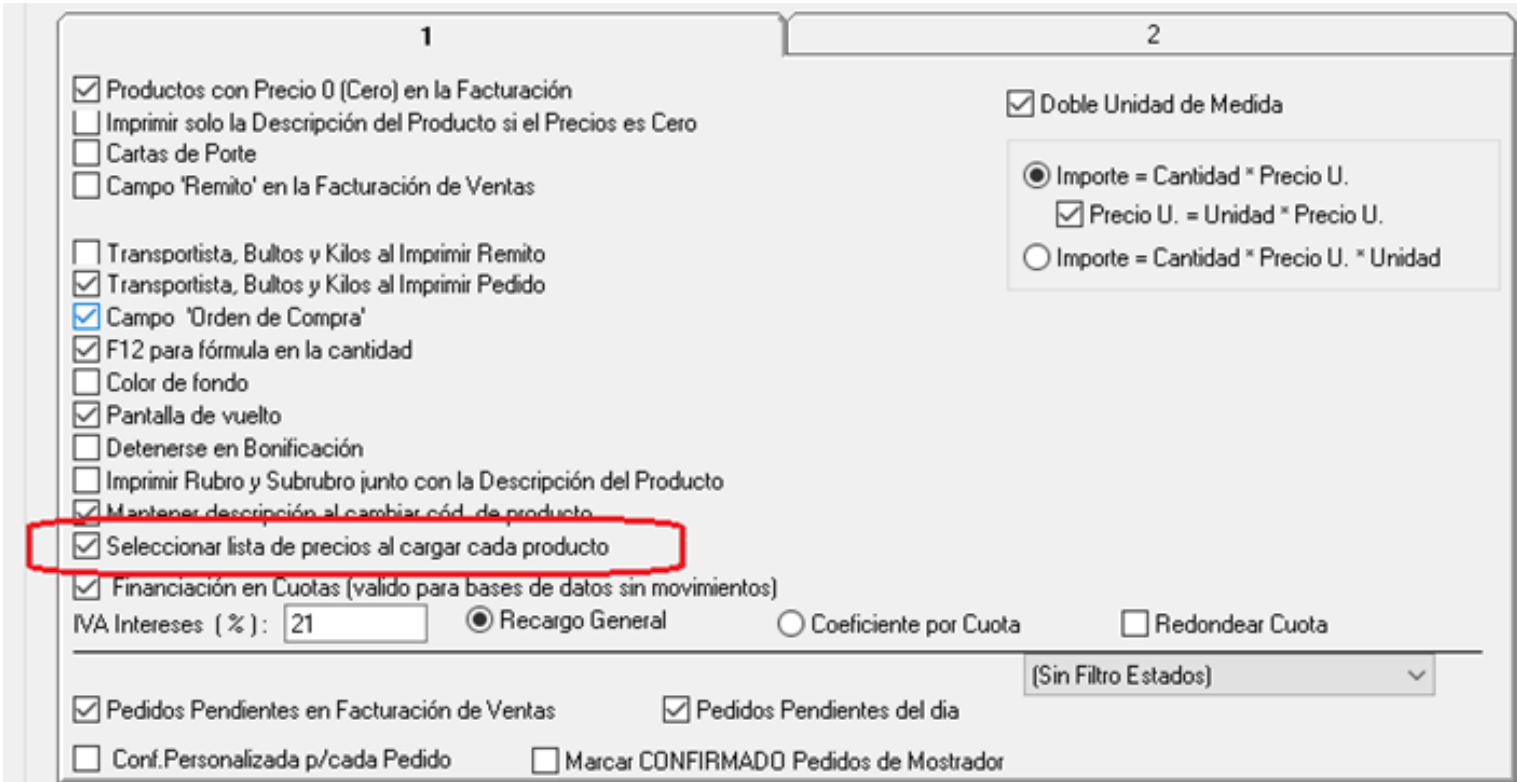 1
2
Productos con Precio 0 (Cero) en la Facturación
Imprimir solo la Descripción del Producto si el Precios es Cero
Cartas de Porte
Campo 'Remito' en la Facturación de Ventas
Transportista, Bultos y Kilos al Imprimir Remito
Transportista, Bultos y Kilos al Imprimir Pedido
Campo 'Orden de Compra'
F12 para fórmula en la cantidad
Color de fondo
Pantalla de vuelto
Detenerse en Bonificación
Imprimir Rubro y Subrubro junto con la Descripción del Producto
Mantener descripción al cambiar cód. de producto
Seleccionar lista de precios al cargar cada producto
Financiación en Cuotas (valido para bases de datos sin movimientos)
IVA Intereses ( % ) : 21 Recargo General Coeficiente por Cuota Redondear Cuota
Doble Unidad de Medida
Importe = Cantidad * Precio U.
Precio U. = Unidad * Precio U.
Importe = Cantidad * Precio U. * Unidad
(Sin Filtro Estados)
Pedidos Pendientes en Facturación de Ventas Pedidos Pendientes del dia
Conf.Personalizada p/cada Pedido Marcar CONFIRMADO Pedidos de Mostrador